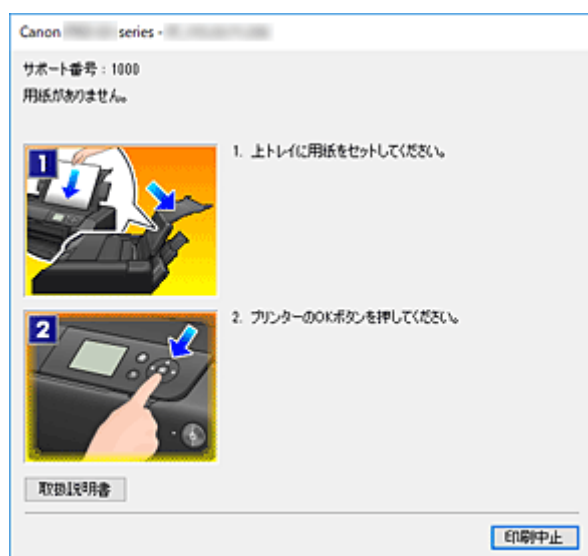 Canon series -
サポート番号 : 1000
用紙がありません。
1
1. 上トレイに用紙をセットしてください。
2
2. プリンターのOKボタンを押してください。
取扱説明書
印刷中止